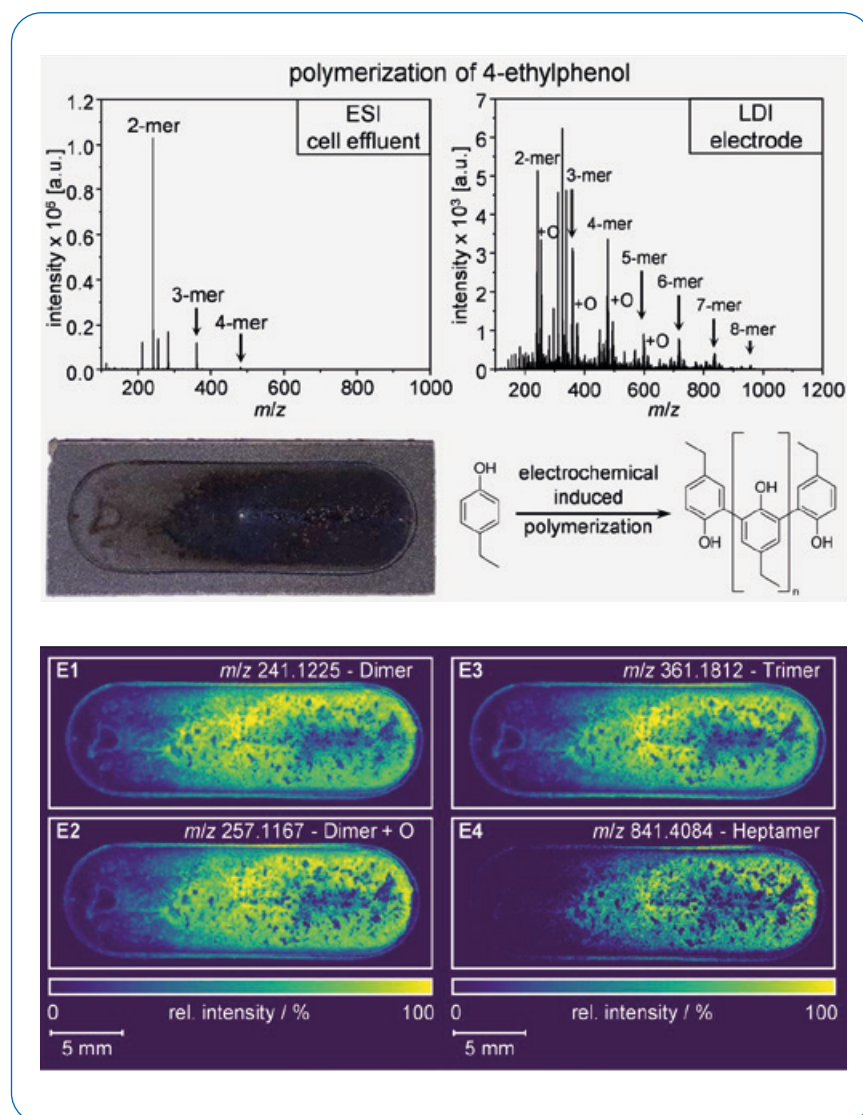 polymerization of 4-ethylphenol
ESI
cell effluent
intensity x 10⁶ [a.u.]
1.2
1.0
0.8
0.6
0.4
0.2
0.0
2-mer
3-mer
4-mer
200 400 600 800 1000
m/z
LDI
electrode
intensity x 10³ [a.u.]
7
6
5
4
3
2
1
0
2-mer
+O
3-mer
+O
4-mer
+O
5-mer
+O
6-mer
7-mer
8-mer
200 400 600 800 1000 1200
m/z
OH
electrochemical
induced
polymerization
OH
OH
OH
n
E1 m/z 241.1225 - Dimer
E3 m/z 361.1812 - Trimer
E2 m/z 257.1167 - Dimer + O
E4 m/z 841.4084 - Heptamer
0 rel. intensity / % 100
0 rel. intensity / % 100
5 mm
5 mm